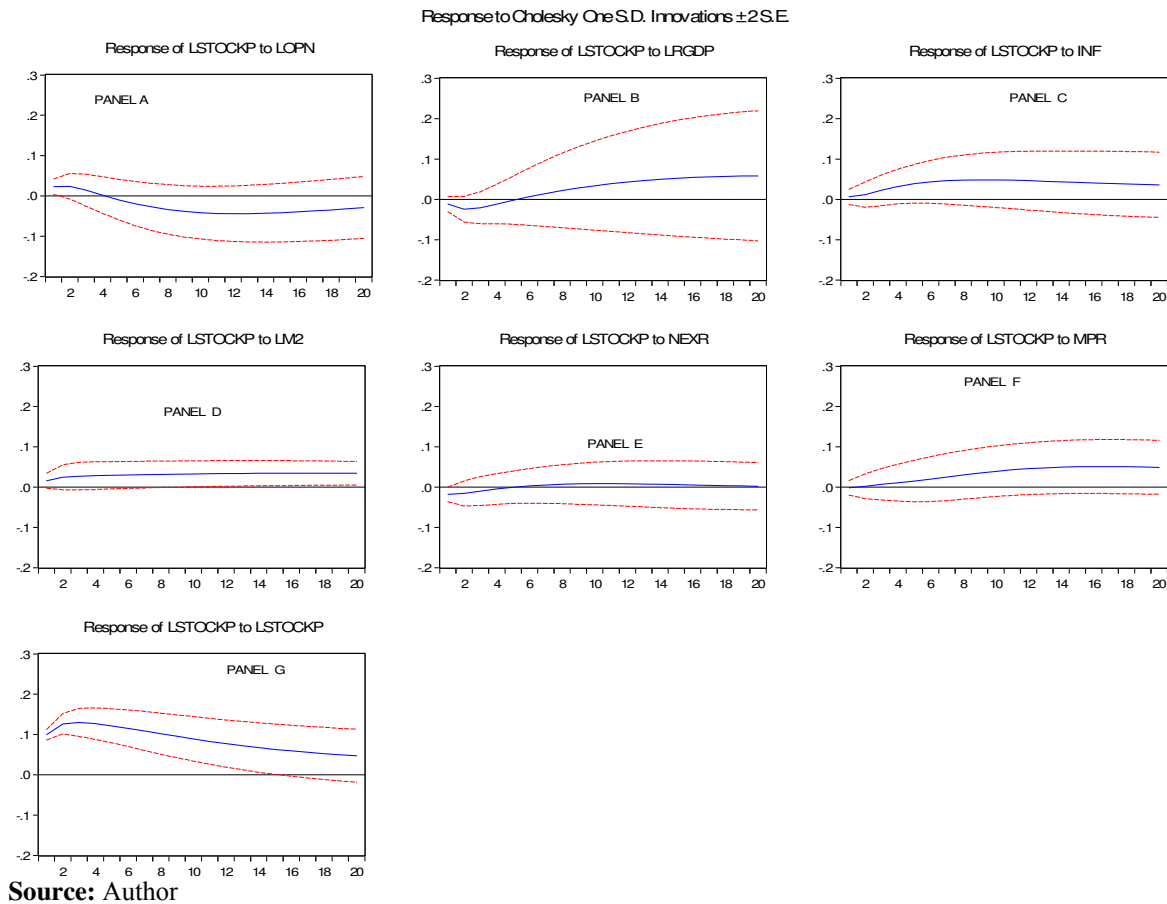 Response to Cholesky One S.D. Innovations ± 2 S.E.
Response of LSTOCKP to LOPN
.3
.2
.1
.0
-.1
-.2
PANEL A
2 4 6 8 10 12 14 16 18 20
Response of LSTOCKP to LRGDP
.3
.2
.1
.0
-.1
-.2
PANEL B
2 4 6 8 10 12 14 16 18 20
Response of LSTOCKP to INF
.3
.2
.1
.0
-.1
-.2
PANEL C
2 4 6 8 10 12 14 16 18 20
Response of LSTOCKP to LM2
.3
.2
.1
.0
-.1
-.2
PANEL D
2 4 6 8 10 12 14 16 18 20
Response of LSTOCKP to NEXR
.3
.2
.1
.0
-.1
-.2
PANEL E
2 4 6 8 10 12 14 16 18 20
Response of LSTOCKP to MPR
.3
.2
.1
.0
-.1
-.2
PANEL F
2 4 6 8 10 12 14 16 18 20
Response of LSTOCKP to LSTOCKP
.3
.2
.1
.0
-.1
-.2
PANEL G
2 4 6 8 10 12 14 16 18 20
Source: Author